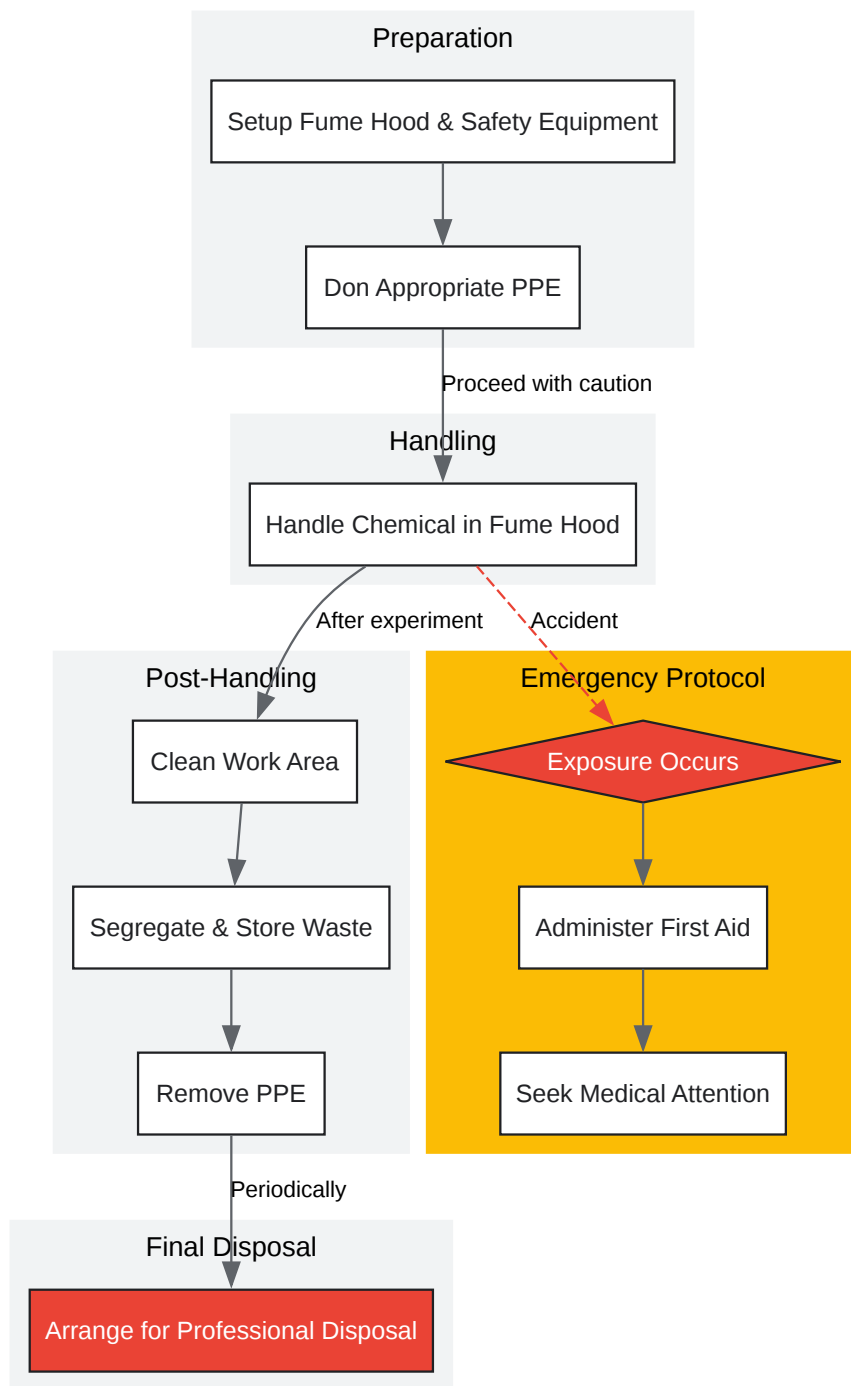 Preparation
Setup Fume Hood & Safety Equipment
Don Appropriate PPE
Proceed with caution
Handling
Handle Chemical in Fume Hood
After experiment
Accident
Post-Handling
Clean Work Area
Segregate & Store Waste
Remove PPE
Emergency Protocol
Exposure Occurs
Administer First Aid
Seek Medical Attention
Periodically
Final Disposal
Arrange for Professional Disposal